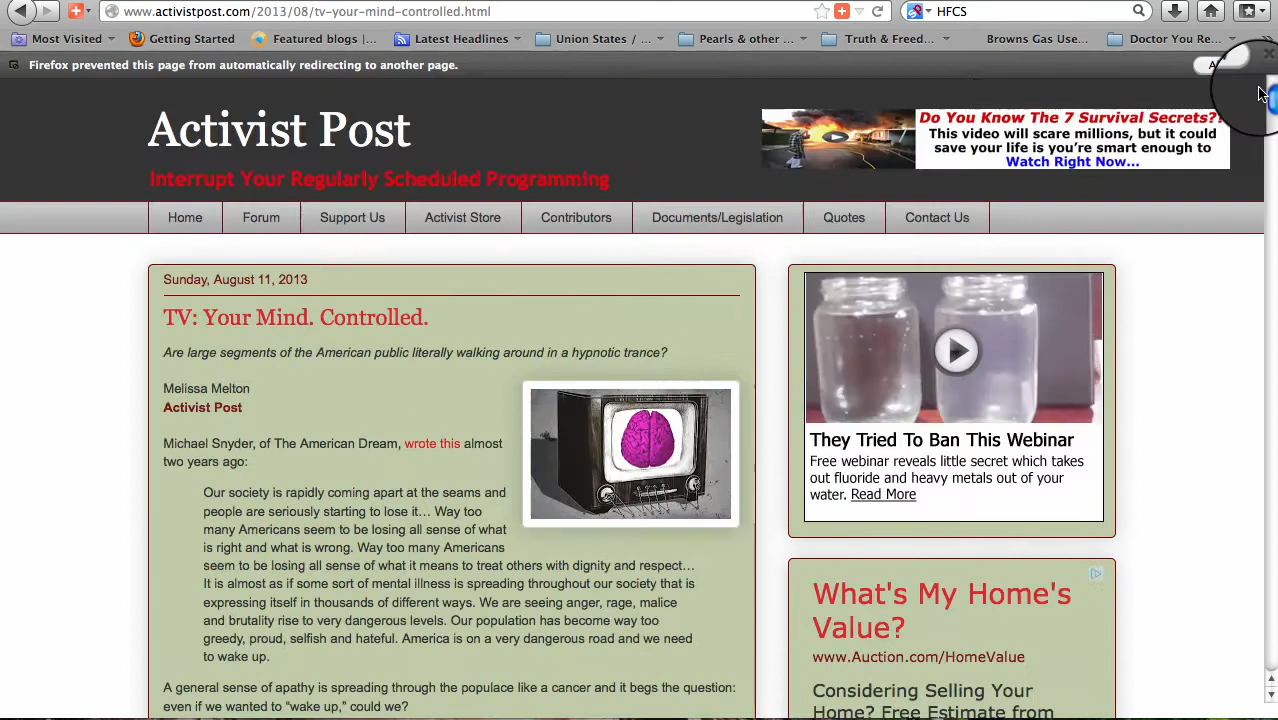 www.activistpost.com/2013/08/tv-your-mind-controlled.html
HFCS
Most Visited
Getting Started
Featured blogs |...
Latest Headlines
Union States / ...
Pearls & other ...
Truth & Freed...
Browns Gas Use...
Doctor You Re...
Firefox prevented this page from automatically redirecting to another page.
Activist Post
Interrupt Your Regularly Scheduled Programming
Do You Know The 7 Survival Secrets?!
This video will scare millions, but it could
save your life is you're smart enough to
Watch Right Now...
Home
Forum
Support Us
Activist Store
Contributors
Documents/Legislation
Quotes
Contact Us
Sunday, August 11, 2013
TV: Your Mind. Controlled.
Are large segments of the American public literally walking around in a hypnotic trance?
Melissa Melton
Activist Post
Michael Snyder, of The American Dream, wrote this almost
two years ago:
Our society is rapidly coming apart at the seams and
people are seriously starting to lose it… Way too
many Americans seem to be losing all sense of what
is right and what is wrong. Way too many Americans
seem to be losing all sense of what it means to treat others with dignity and respect…
It is almost as if some sort of mental illness is spreading throughout our society that is
expressing itself in thousands of different ways. We are seeing anger, rage, malice
and brutality rise to very dangerous levels. Our population has become way too
greedy, proud, selfish and hateful. America is on a very dangerous road and we need
to wake up.
A general sense of apathy is spreading through the populace like a cancer and it begs the question:
even if we wanted to “wake up,” could we?
They Tried To Ban This Webinar
Free webinar reveals little secret which takes
out fluoride and heavy metals out of your
water. Read More
What's My Home's
Value?
www.Auction.com/HomeValue
Considering Selling Your
Home? Free Estimate from